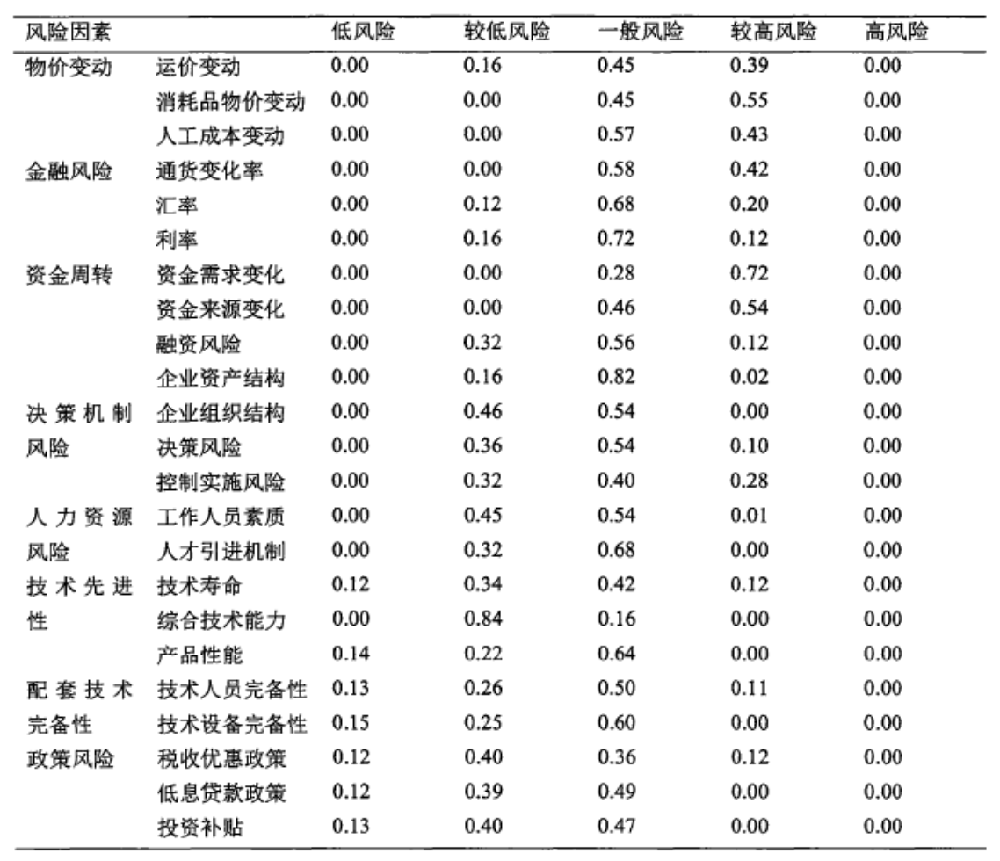 风险因素 低风险 较低风险 一般风险 较高风险 高风险
物价变动 运价变动 0.00 0.16 0.45 0.39 0.00
消耗品物价变动 0.00 0.00 0.45 0.55 0.00
人工成本变动 0.00 0.00 0.57 0.43 0.00
金融风险 通货变化率 0.00 0.00 0.58 0.42 0.00
汇率 0.00 0.12 0.68 0.20 0.00
利率 0.00 0.16 0.72 0.12 0.00
资金周转 资金需求变化 0.00 0.00 0.28 0.72 0.00
资金来源变化 0.00 0.00 0.46 0.54 0.00
融资风险 0.00 0.32 0.56 0.12 0.00
企业资产结构 0.00 0.16 0.82 0.02 0.00
决策机制 企业组织结构 0.00 0.46 0.54 0.00 0.00
风险 决策风险 0.00 0.36 0.54 0.10 0.00
控制实施风险 0.00 0.32 0.40 0.28 0.00
人力资源 工作人员素质 0.00 0.45 0.54 0.01 0.00
风险 人才引进机制 0.00 0.32 0.68 0.00 0.00
技术先进 技术寿命 0.12 0.34 0.42 0.12 0.00
性 综合技术能力 0.00 0.84 0.16 0.00 0.00
产品性能 0.14 0.22 0.64 0.00 0.00
配套技术 技术人员完备性 0.13 0.26 0.50 0.11 0.00
完备性 技术设备完备性 0.15 0.25 0.60 0.00 0.00
政策风险 税收优惠政策 0.12 0.40 0.36 0.12 0.00
低息贷款政策 0.12 0.39 0.49 0.00 0.00
投资补贴 0.13 0.40 0.47 0.00 0.00